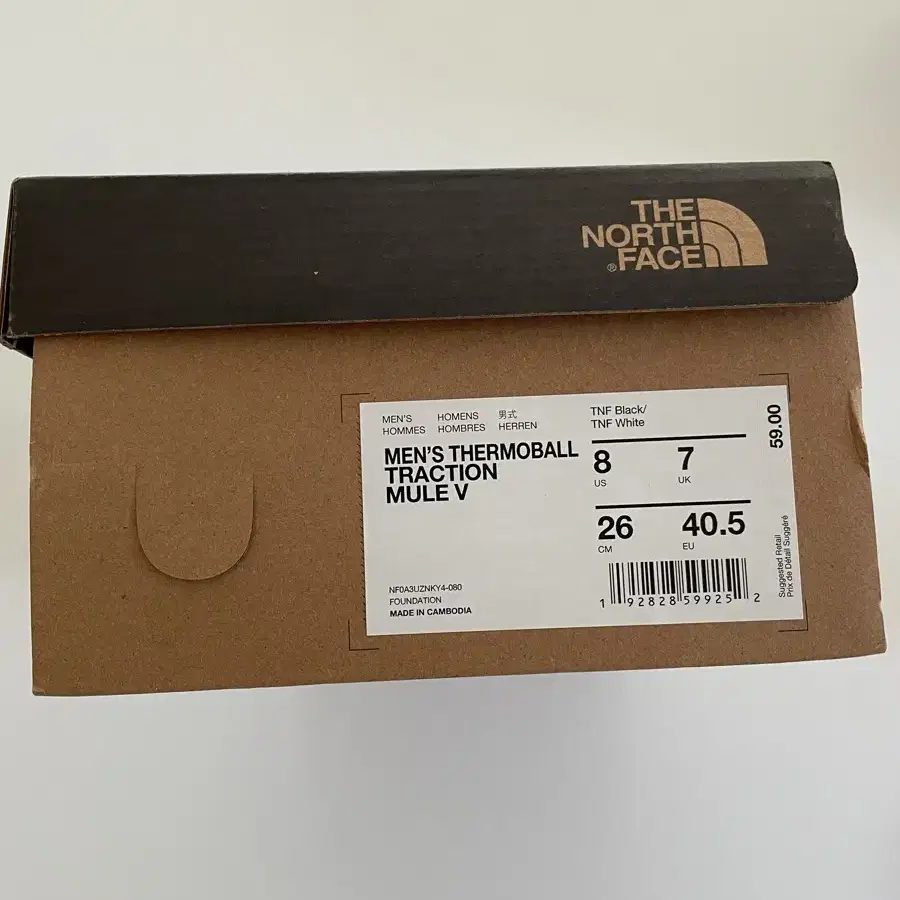 THE
NORTH
® FACE
MEN'S HOMENS 男式
HOMMES HOMBRES HERREN
MEN'S THERMOBALL
TRACTION
MULE V
NF0A3UZNKY4-080
FOUNDATION
MADE IN CAMBODIA
TNF Black/
TNF White
8 7
US UK
26 40.5
CM EU
1 92828 59925 2
59.00
Suggested Retail
Prix de Détail Suggéré